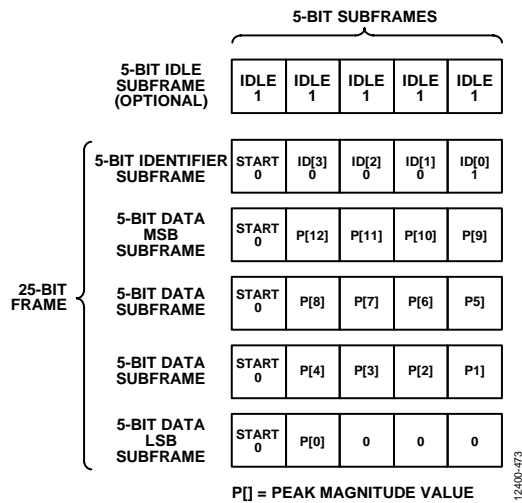 5-BIT SUBFRAMES
5-BIT IDLE
SUBFRAME
(OPTIONAL)
IDLE IDLE IDLE IDLE IDLE
1 1 1 1 1
25-BIT
FRAME
5-BIT IDENTIFIER
SUBFRAME
START ID[3] ID[2] ID[1] ID[0]
0 0 0 0 1
5-BIT DATA
MSB
SUBFRAME
START
0
P[12] P[11] P[10] P[9]
5-BIT DATA
SUBFRAME
START
0
P[8] P[7] P[6] P5]
5-BIT DATA
SUBFRAME
START
0
P[4] P[3] P[2] P1]
5-BIT DATA
LSB
SUBFRAME
START
0
P[0] 0 0 0
P[] = PEAK MAGNITUDE VALUE
12400-473